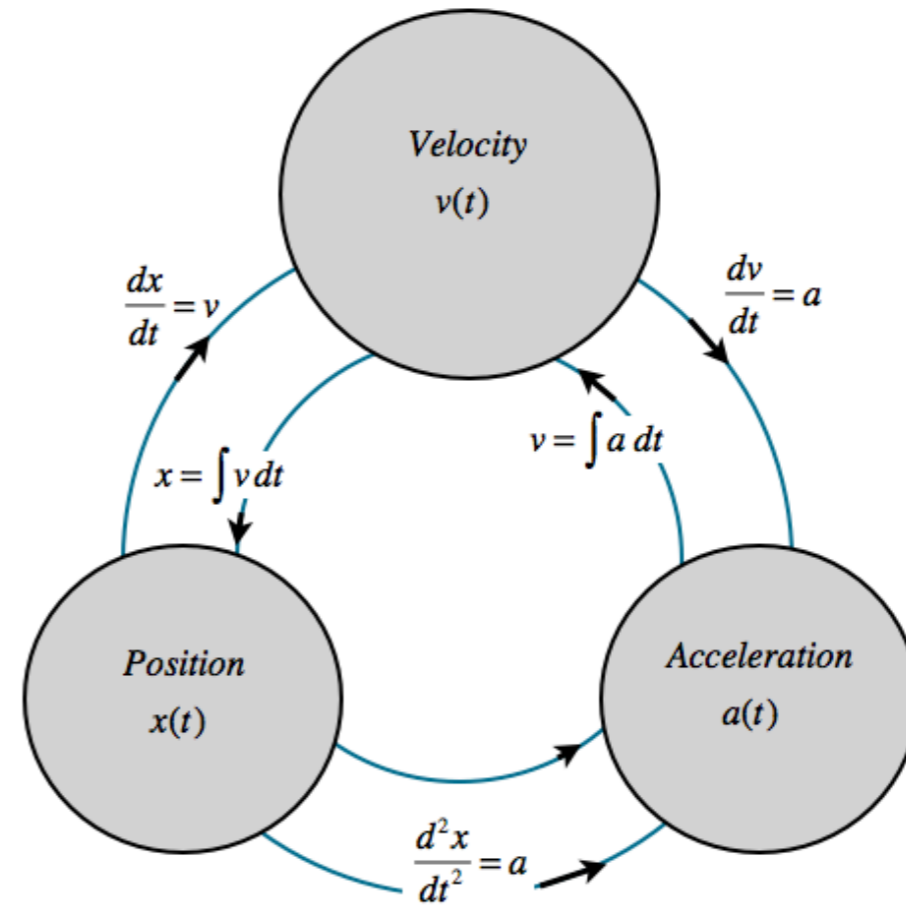 Velocity
v(t)
dx/dt = v
dv/dt = a
x = ∫v dt
v = ∫a dt
Position
x(t)
Acceleration
a(t)
d²x/dt² = a